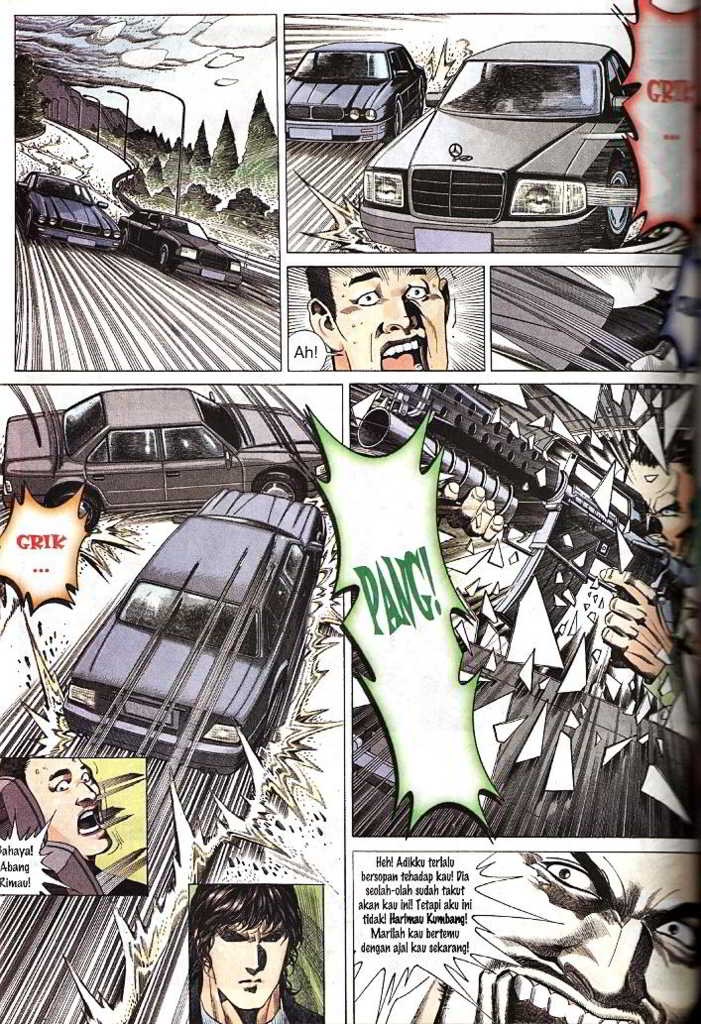 GRIK
...
Ah!
GRIK
...
PANG!
Bahaya!
Abang
Rimau!
Heh! Adikku terlalu
bersopan tehadap kau! Dia
seolah-olah sudah takut
akan kau ini! Tetapi aku ini
tidak! Harimau Kumbang!
Marilah kau bertemu
dengan ajal kau sekarang!